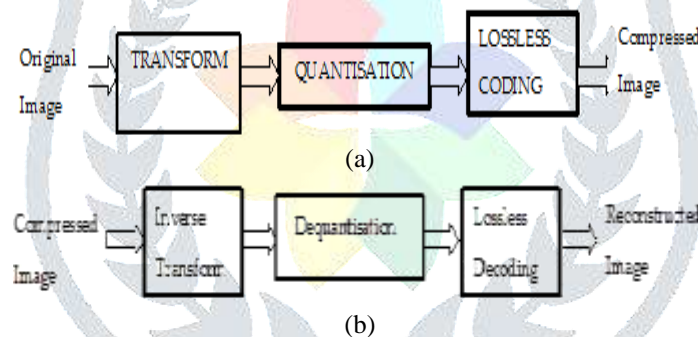 Original
Image
TRANSFORM
QUANTISATION
LOSSLESS
CODING
Compressed
Image
(a)
Compressed
Image
Inverse
Transform
Dequantisation
Lossless
Decoding
Reconstructed
Image
(b)